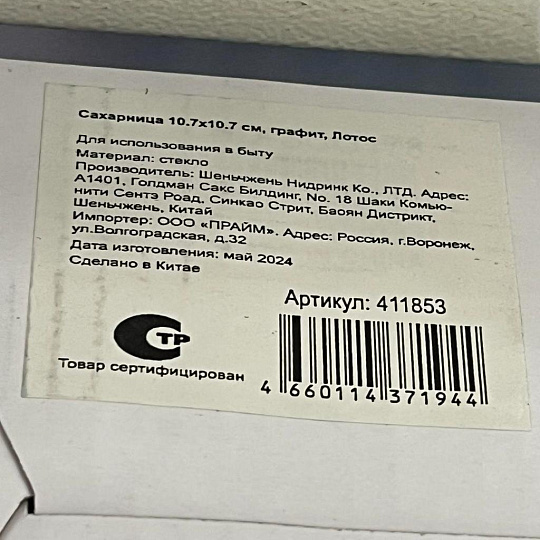 Сахарница 10.7x10.7 см, графит, Лотос
Для использования в быту
Материал: стекло
Производитель: Шеньчжень Нидринк Ко., ЛТД. Адрес:
А1401, Голдман Сакс Билдинг, No. 18 Шаки Комью-
нити Сентэ Роад, Синкао Стрит, Баоян Дистрикт,
Шеньчжень, Китай
Импортер: ООО «ПРАЙМ». Адрес: Россия, г.Воронеж,
ул.Волгоградская, д.32
Дата изготовления: май 2024
Сделано в Китае
Артикул: 411853
СТР
Товар сертифицирован
4 660114 371944